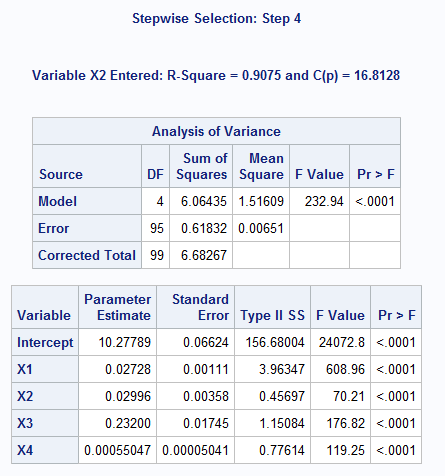 Stepwise Selection: Step 4
Variable X2 Entered: R-Square = 0.9075 and C(p) = 16.8128
Analysis of Variance
Source DF Sum of Squares Mean Square F Value Pr > F
Model 4 6.06435 1.51609 232.94 <.0001
Error 95 0.61832 0.00651
Corrected Total 99 6.68267
Variable Parameter Estimate Standard Error Type II SS F Value Pr > F
Intercept 10.27789 0.06624 156.68004 24072.8 <.0001
X1 0.02728 0.00111 3.96347 608.96 <.0001
X2 0.02996 0.00358 0.45697 70.21 <.0001
X3 0.23200 0.01745 1.15084 176.82 <.0001
X4 0.00055047 0.00005041 0.77614 119.25 <.0001